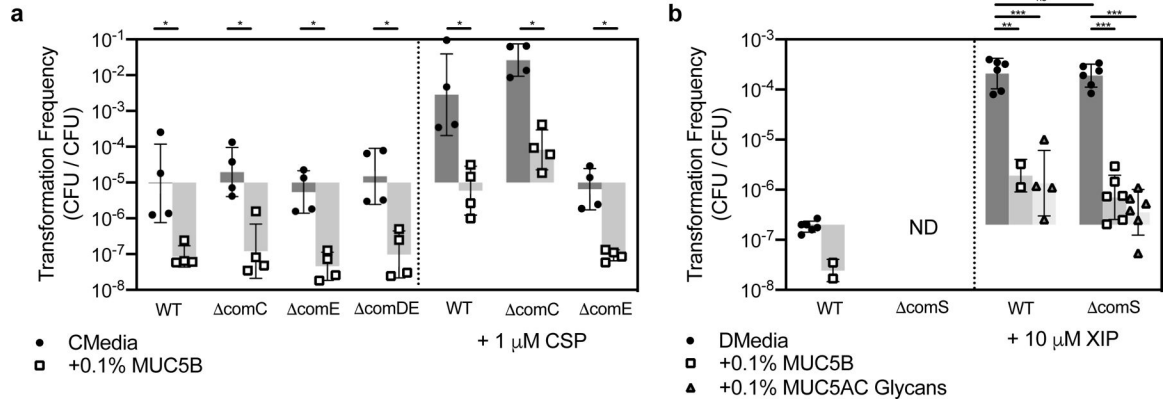 a
* * * * * * *
Transformation Frequency
(CFU / CFU)
10-1
10-2
10-3
10-4
10-5
10-6
10-7
10-8
WT ΔcomC ΔcomE ΔcomDE WT ΔcomC ΔcomE
+ 1 μM CSP
CMedia
+0.1% MUC5B
b
*** ***
** ***
Transformation Frequency
(CFU / CFU)
10-3
10-4
10-5
10-6
10-7
10-8
ND
WT ΔcomS WT ΔcomS
+ 10 μM XIP
DMedia
+0.1% MUC5B
+0.1% MUC5AC Glycans